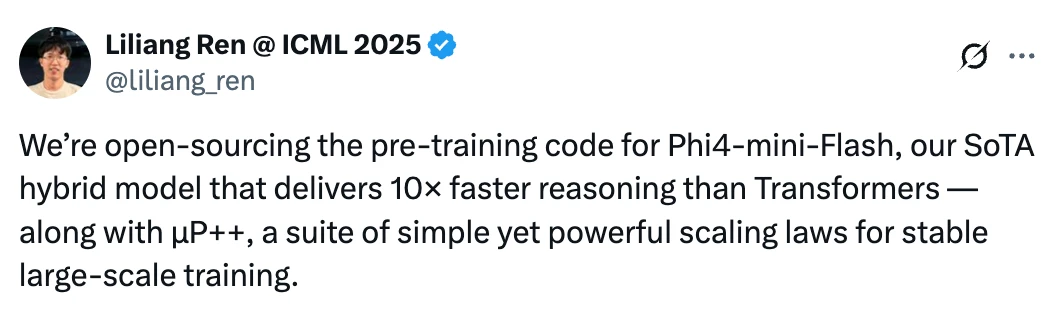 Liliang Ren @ ICML 2025
@liliang_ren
We’re open-sourcing the pre-training code for Phi4-mini-Flash, our SoTA
hybrid model that delivers 10× faster reasoning than Transformers —
along with μP++, a suite of simple yet powerful scaling laws for stable
large-scale training.